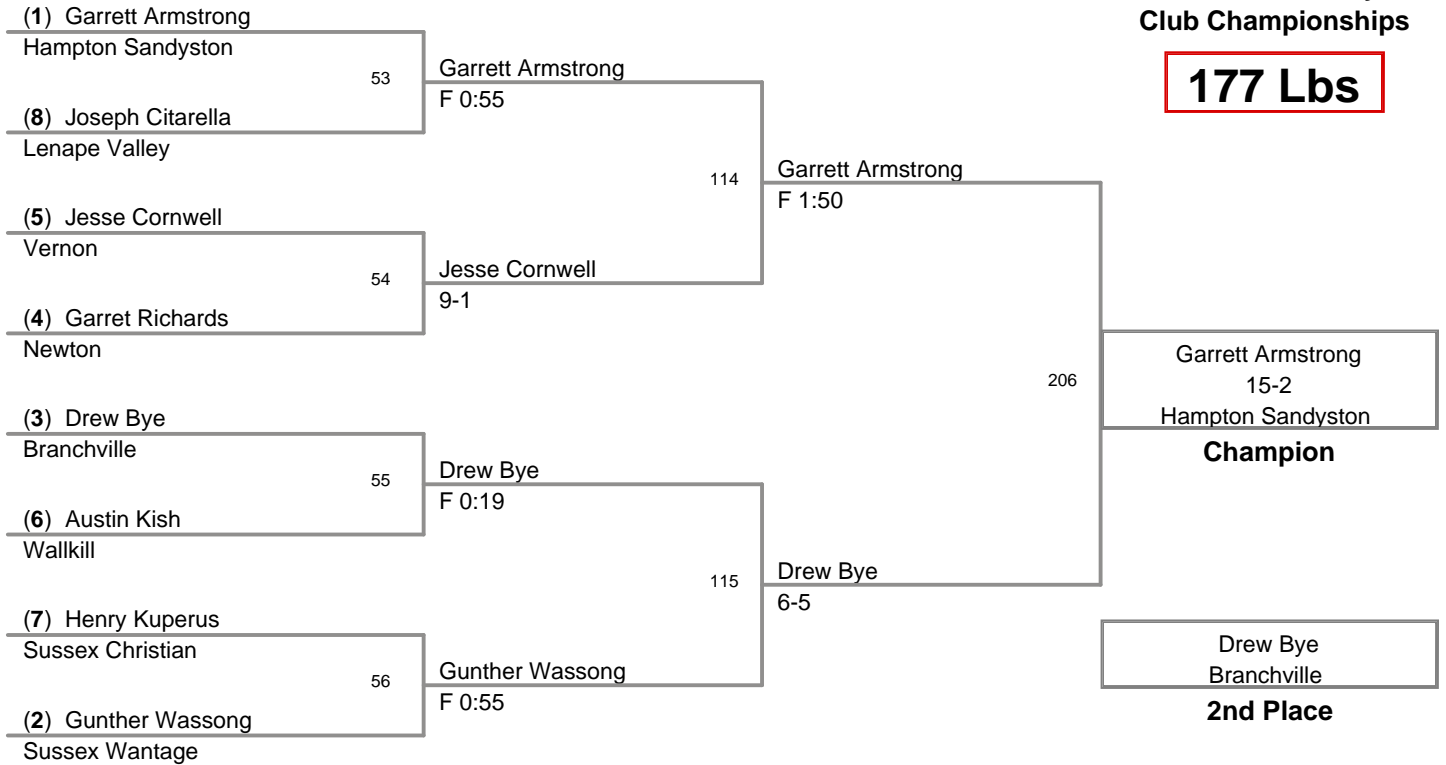 Club Championships
177 Lbs
(1) Garrett Armstrong
Hampton Sandyston
53
(8) Joseph Citarella
Lenape Valley
Garrett Armstrong
F 0:55
114
Garrett Armstrong
F 1:50
(5) Jesse Cornwell
Vernon
54
(4) Garret Richards
Newton
Jesse Cornwell
9-1
206
Garrett Armstrong
15-2
Hampton Sandyston
Champion
(3) Drew Bye
Branchville
55
(6) Austin Kish
Wallkill
Drew Bye
F 0:19
115
Drew Bye
6-5
(7) Henry Kuperus
Sussex Christian
56
(2) Gunther Wassong
Sussex Wantage
Gunther Wassong
F 0:55
Drew Bye
Branchville
2nd Place